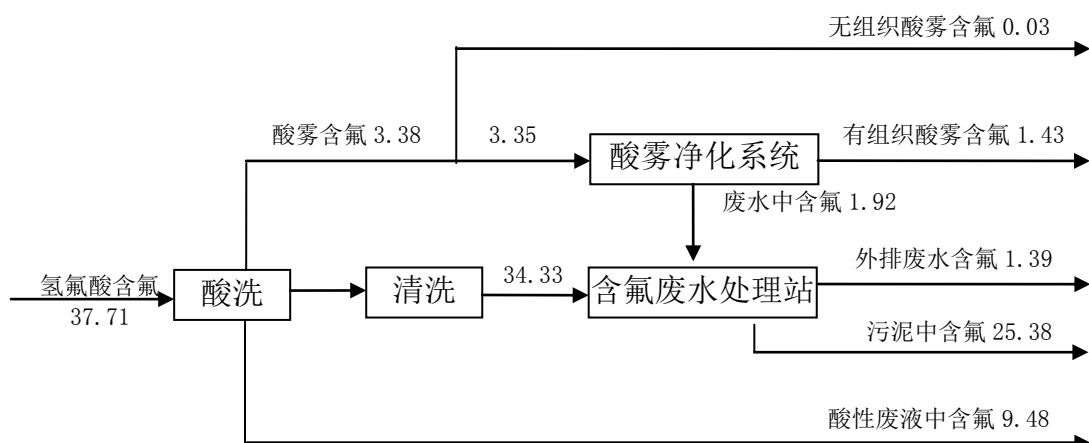 无组织酸雾含氟 0.03
酸雾含氟 3.38
3.35
酸雾净化系统
有组织酸雾含氟 1.43
废水中含氟 1.92
氢氟酸含氟
37.71
酸洗
清洗
34.33
含氟废水处理站
外排废水含氟 1.39
污泥中含氟 25.38
酸性废液中含氟 9.48